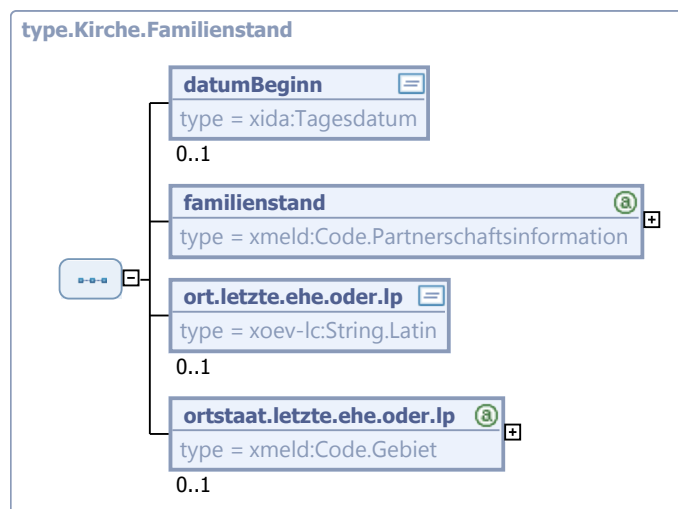 type.Kirche.Familienstand
datumBeginn
type = xida:Tagesdatum
0..1
familienstand
a
type = xmeld:Code.Partnerschaftsinformation
ort.letzte.ehe.oder.lp
type = xoev-lc:String.Latin
0..1
ortstaat.letzte.ehe.oder.lp
a
type = xmeld:Code.Gebiet
0..1